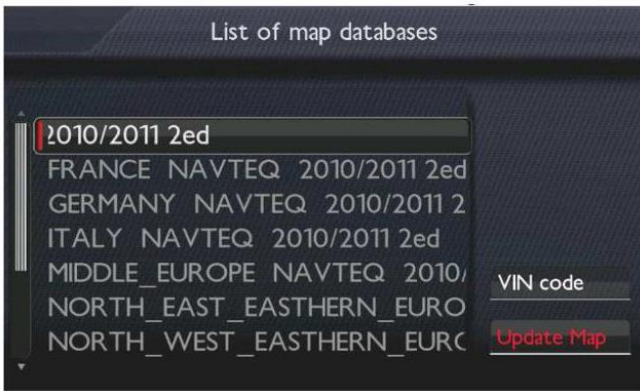 List of map databases
2010/2011 2ed
FRANCE NAVTEQ 2010/2011 2ed
GERMANY NAVTEQ 2010/2011 2
ITALY NAVTEQ 2010/2011 2ed
MIDDLE_EUROPE NAVTEQ 2010/
NORTH_EAST_EASTHERN_EURO
NORTH_WEST_EASTHERN_EURC
VIN code
Update Map